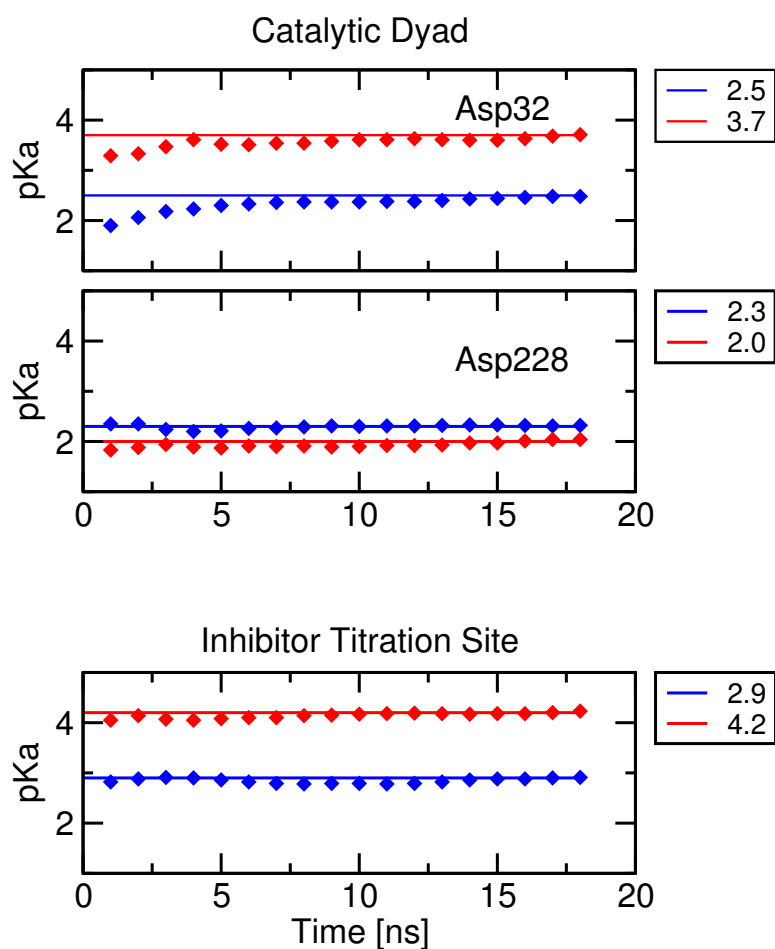 Catalytic Dyad
Asp32
2.5
3.7
4
2
pKa
Asp228
2.3
2.0
4
2
pKa
0 5 10 15 20
Inhibitor Titration Site
2.9
4.2
4
2
pKa
0 5 10 15 20
Time [ns]